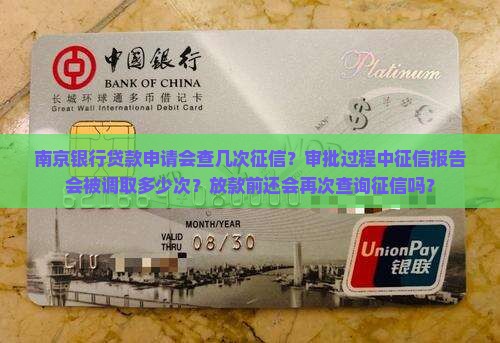 中国银行
BANK OF CHINA
Platinum
长城环球通多币借记卡
Great Wall International Debit Card
南京银行贷款申请会查几次征信？审批过程中征信报告
会被调取多少次？放款前还会再次查询征信吗？
MONTH/YEAR
VALID
THRU
08/30
UnionPay
银联